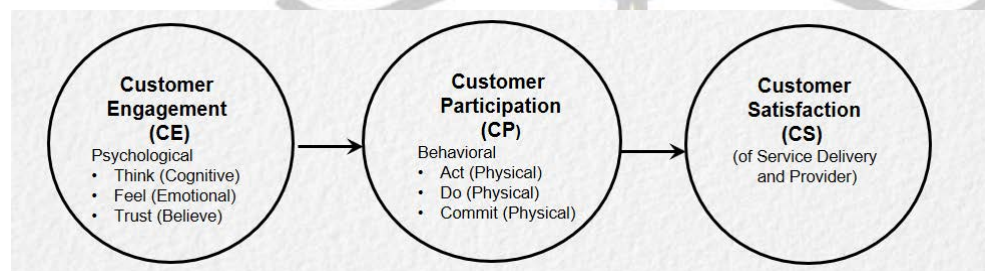 Customer
Engagement
(CE)
Psychological
• Think (Cognitive)
• Feel (Emotional)
• Trust (Believe)
Customer
Participation
(CP)
Behavioral
• Act (Physical)
• Do (Physical)
• Commit (Physical)
Customer
Satisfaction
(CS)
(of Service Delivery
and Provider)